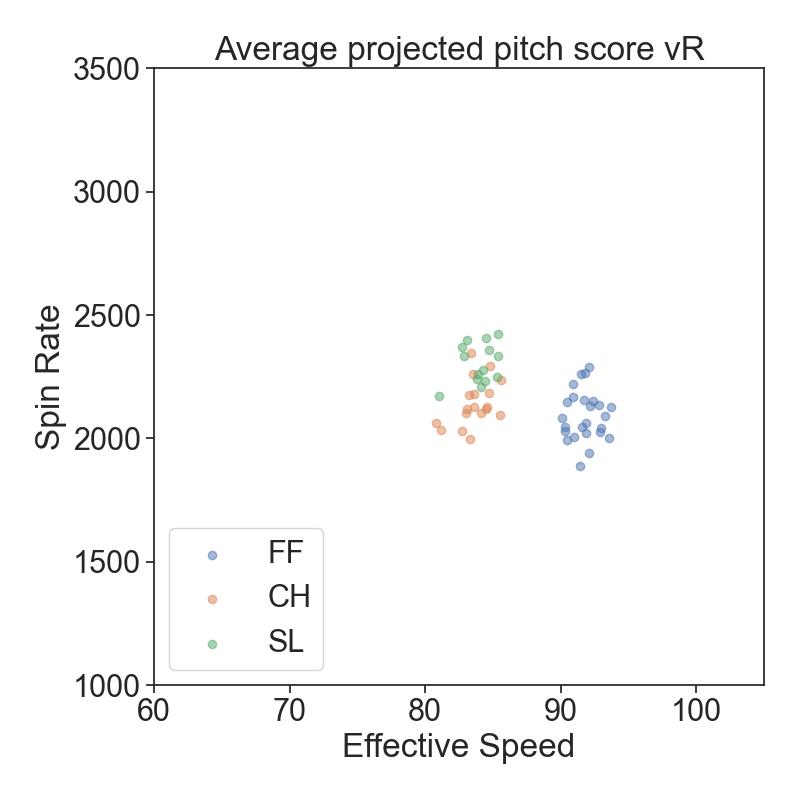 Average projected pitch score vR
3500
3000
2500
2000
1500
1000
Spin Rate
FF
CH
SL
60 70 80 90 100
Effective Speed